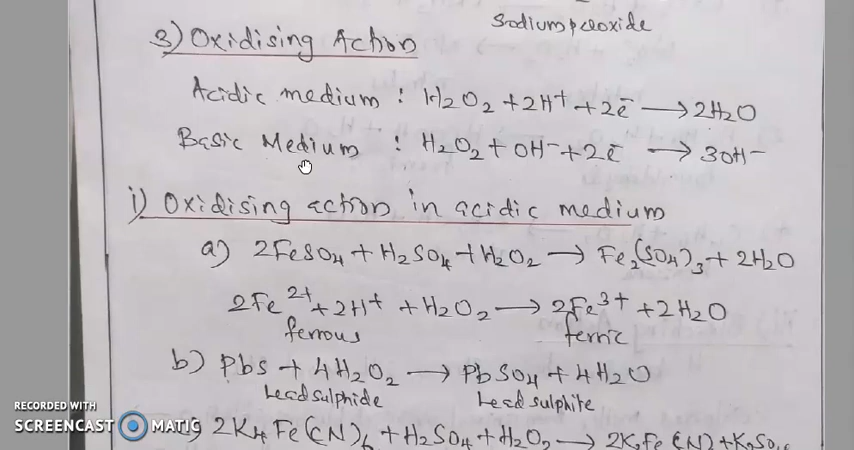 Sodium peroxide
3) Oxidising Action
Acidic medium : H2O2 + 2H+ + 2e̅ → 2H2O
Basic Medium : H2O2 + OH- + 2e̅ → 3OH-
i) Oxidising action in acidic medium
a) 2FeSO4 + H2SO4 + H2O2 → Fe2(SO4)3 + 2H2O
2Fe2+ + 2H+ + H2O2 → 2Fe3+ + 2H2O
ferrous ferric
b) Pbs + 4H2O2 → PbSO4 + 4H2O
Lead sulphide Lead sulphite
RECORDED WITH
SCREENCAST MATIC
2K4 Fe(CN)6 + H2SO4 + H2O2 →